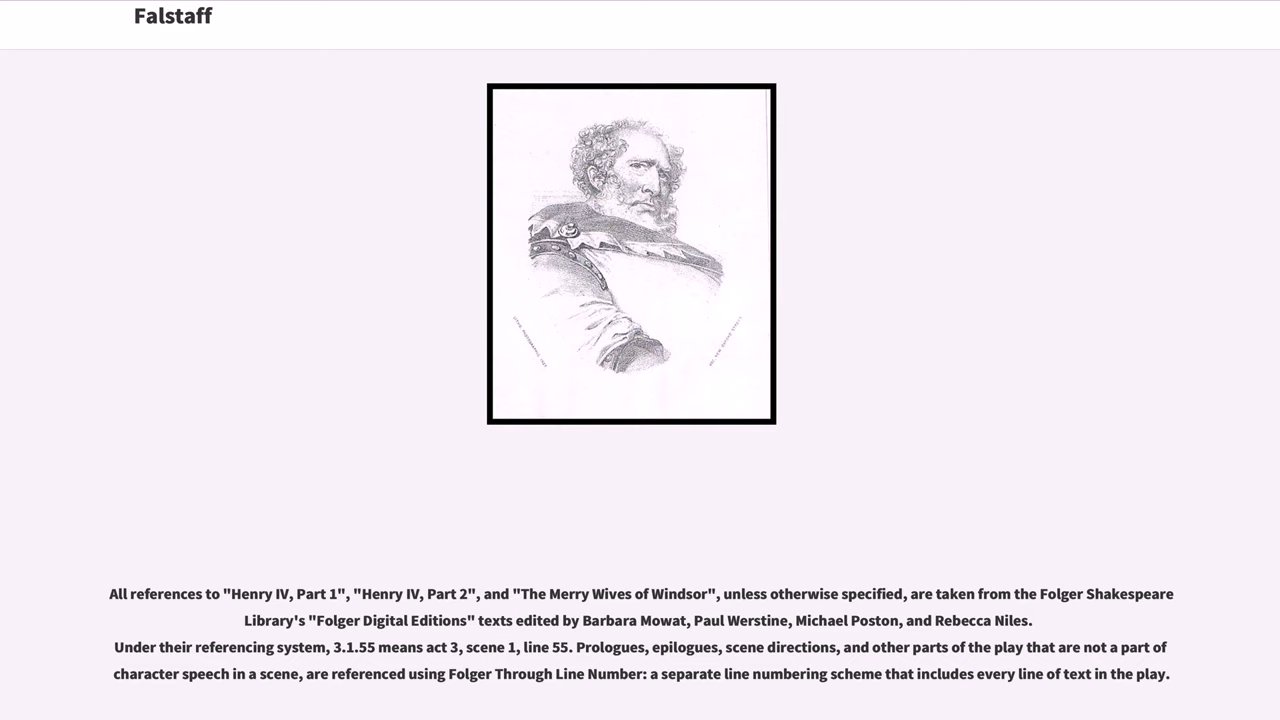 Falstaff
All references to "Henry IV, Part 1", "Henry IV, Part 2", and "The Merry Wives of Windsor", unless otherwise specified, are taken from the Folger Shakespeare
Library's "Folger Digital Editions" texts edited by Barbara Mowat, Paul Werstine, Michael Poston, and Rebecca Niles.
Under their referencing system, 3.1.55 means act 3, scene 1, line 55. Prologues, epilogues, scene directions, and other parts of the play that are not a part of
character speech in a scene, are referenced using Folger Through Line Number: a separate line numbering scheme that includes every line of text in the play.